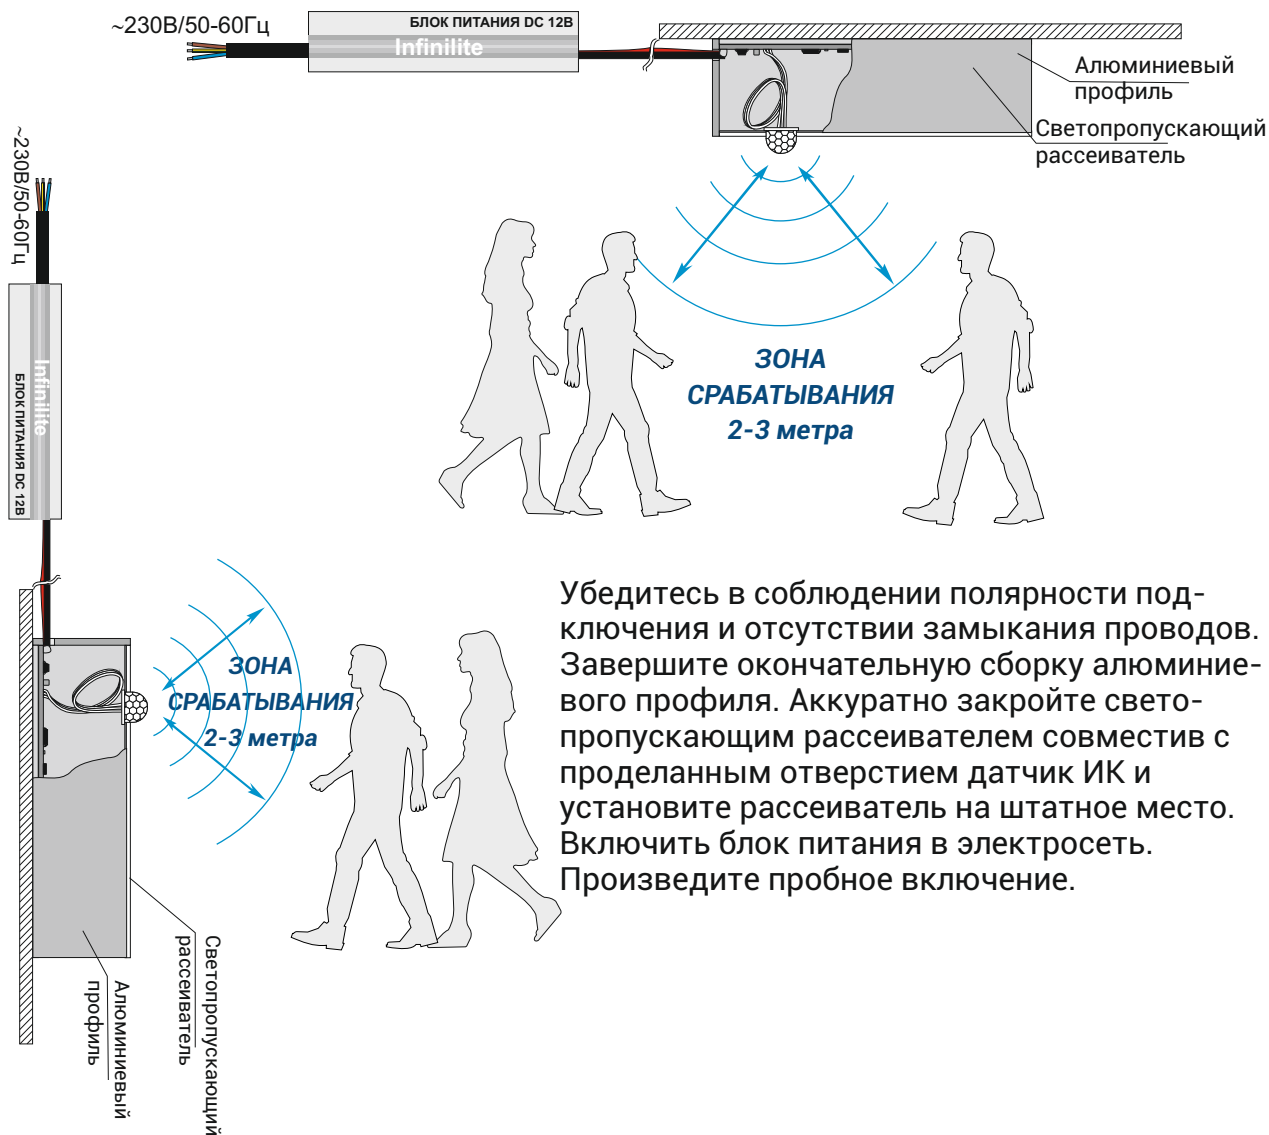 ~230В/50-60Гц
БЛОК ПИТАНИЯ DC 12В
Infinilite
Алюминиевый
профиль
Светопропускающий
рассеиватель
ЗОНА
СРАБАТЫВАНИЯ
2-3 метра
~230В/50-60Гц
Infinilite
БЛОК ПИТАНИЯ DC 12В
ЗОНА
СРАБАТЫВАНИЯ
2-3 метра
Светопропускающий
рассеиватель
Алюминиевый
профиль
Убедитесь в соблюдении полярности под-
ключения и отсутствии замыкания проводов.
Завершите окончательную сборку алюминие-
вого профиля. Аккуратно закройте свето-
пропускающим рассеивателем совместив с
проделанным отверстием датчик ИК и
установите рассеиватель на штатное место.
Включить блок питания в электросеть.
Произведите пробное включение.